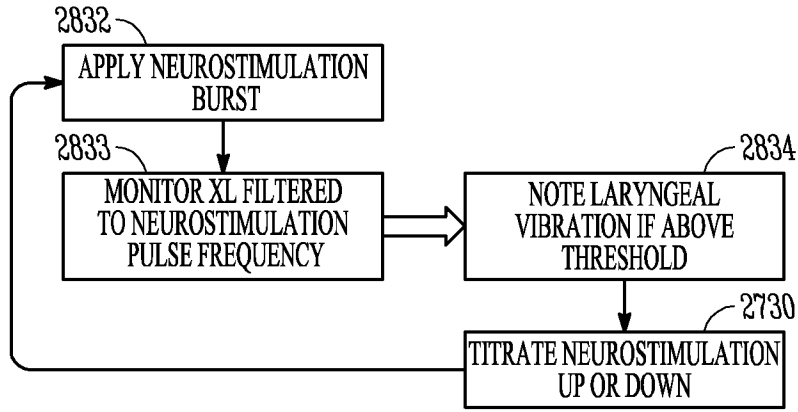 2832
APPLY NEUROSTIMULATION
BURST
2833
MONITOR XL FILTERED
TO NEUROSTIMULATION
PULSE FREQUENCY
2834
NOTE LARYNGEAL
VIBRATION IF ABOVE
THRESHOLD
2730
TITRATE NEUROSTIMULATION
UP OR DOWN